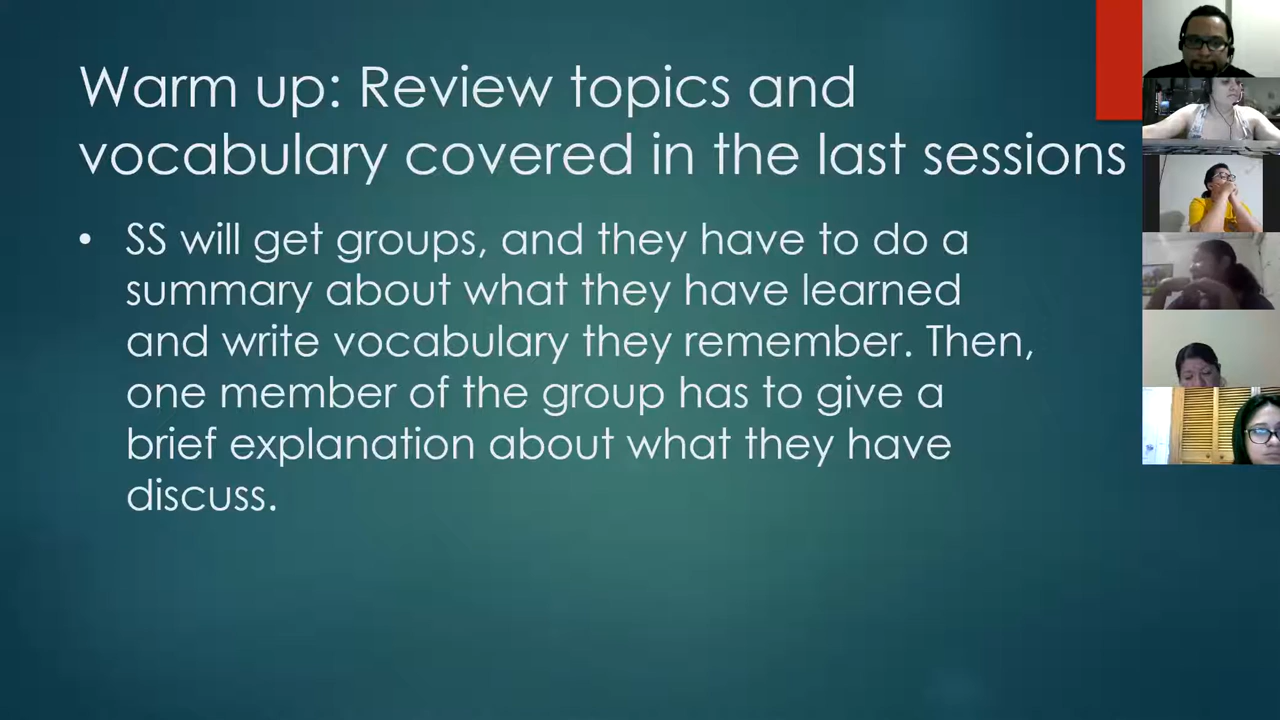 Warm up: Review topics and
vocabulary covered in the last sessions
• SS will get groups, and they have to do a
summary about what they have learned
and write vocabulary they remember. Then,
one member of the group has to give a
brief explanation about what they have
discuss.